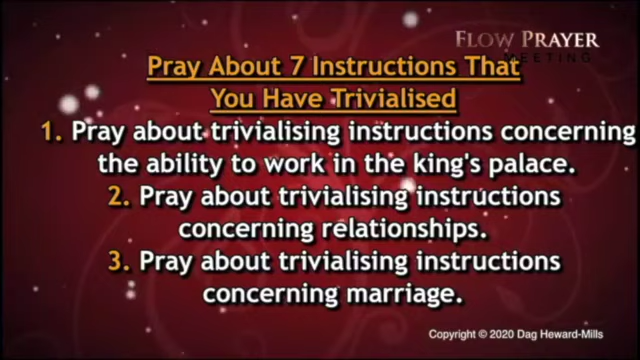 FLOW PRAYER
MEETING
Pray About 7 Instructions That
You Have Trivialised
1. Pray about trivialising instructions concerning
the ability to work in the king's palace.
2. Pray about trivialising instructions
concerning relationships.
3. Pray about trivialising instructions
concerning marriage.
Copyright © 2020 Dag Heward-Mills